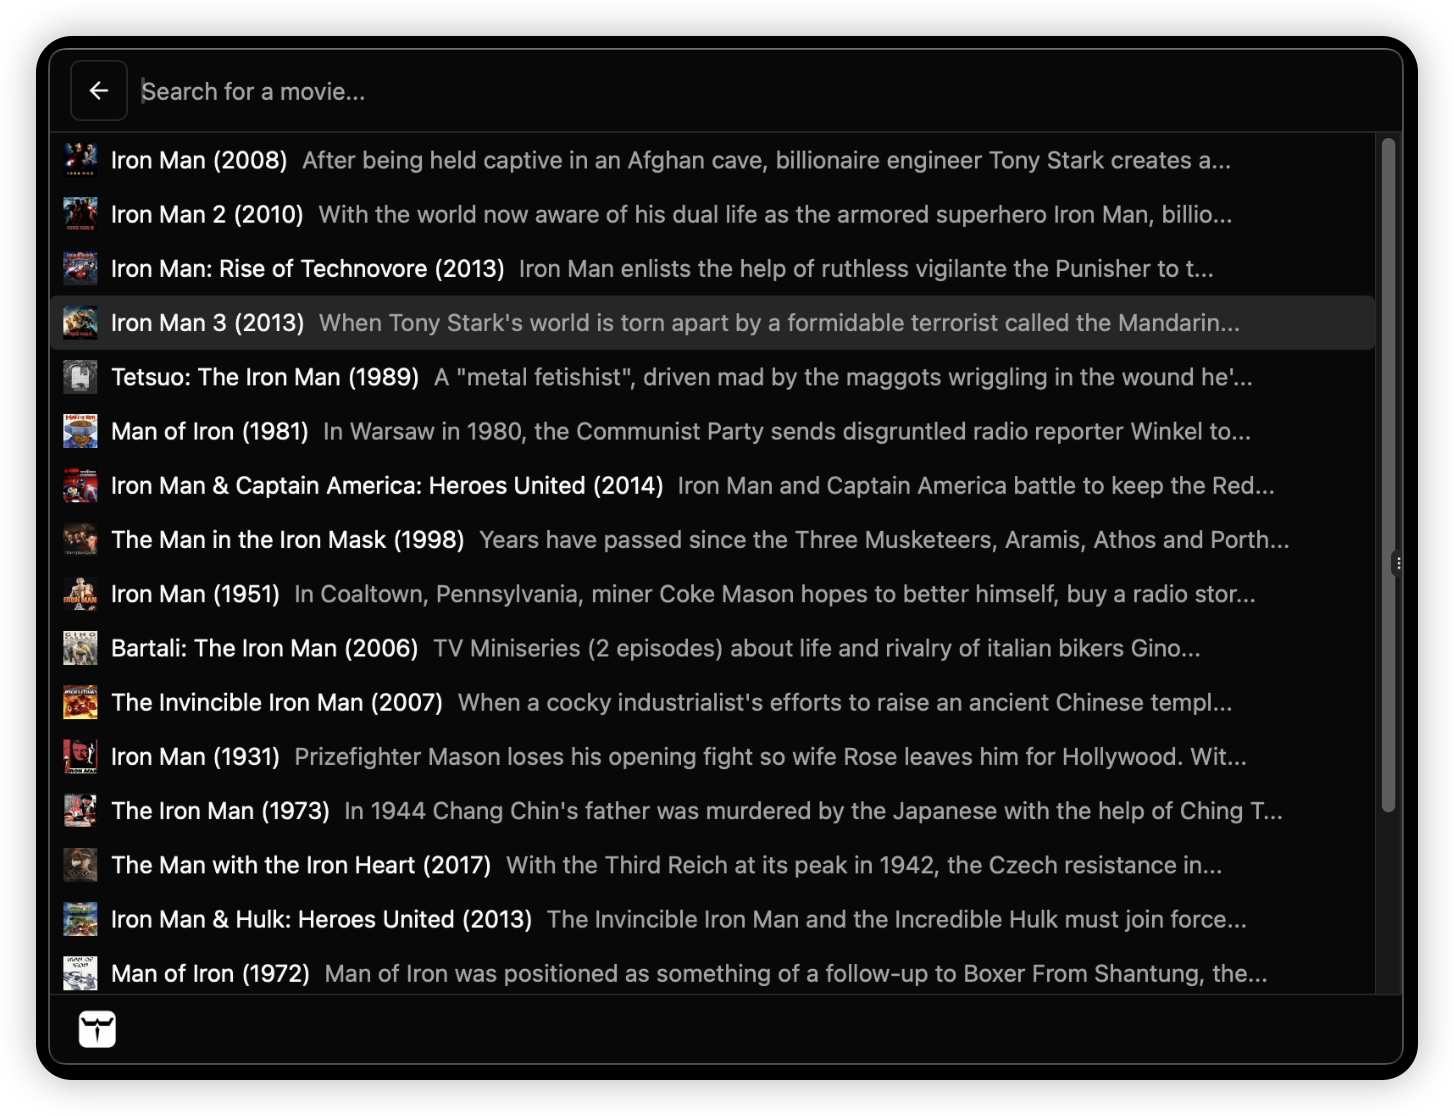 Search for a movie...
Iron Man (2008) After being held captive in an Afghan cave, billionaire engineer Tony Stark creates a...
Iron Man 2 (2010) With the world now aware of his dual life as the armored superhero Iron Man, billio...
Iron Man: Rise of Technovore (2013) Iron Man enlists the help of ruthless vigilante the Punisher to t...
Iron Man 3 (2013) When Tony Stark's world is torn apart by a formidable terrorist called the Mandarin...
Tetsuo: The Iron Man (1989) A "metal fetishist", driven mad by the maggots wriggling in the wound he'...
Man of Iron (1981) In Warsaw in 1980, the Communist Party sends disgruntled radio reporter Winkel to...
Iron Man & Captain America: Heroes United (2014) Iron Man and Captain America battle to keep the Red...
The Man in the Iron Mask (1998) Years have passed since the Three Musketeers, Aramis, Athos and Porth...
Iron Man (1951) In Coaltown, Pennsylvania, miner Coke Mason hopes to better himself, buy a radio stor...
Bartali: The Iron Man (2006) TV Miniseries (2 episodes) about life and rivalry of italian bikers Gino...
The Invincible Iron Man (2007) When a cocky industrialist's efforts to raise an ancient Chinese templ...
Iron Man (1931) Prizefighter Mason loses his opening fight so wife Rose leaves him for Hollywood. Wit...
The Iron Man (1973) In 1944 Chang Chin's father was murdered by the Japanese with the help of Ching T...
The Man with the Iron Heart (2017) With the Third Reich at its peak in 1942, the Czech resistance in...
Iron Man & Hulk: Heroes United (2013) The Invincible Iron Man and the Incredible Hulk must join force...
Man of Iron (1972) Man of Iron was positioned as something of a follow-up to Boxer From Shantung, the...